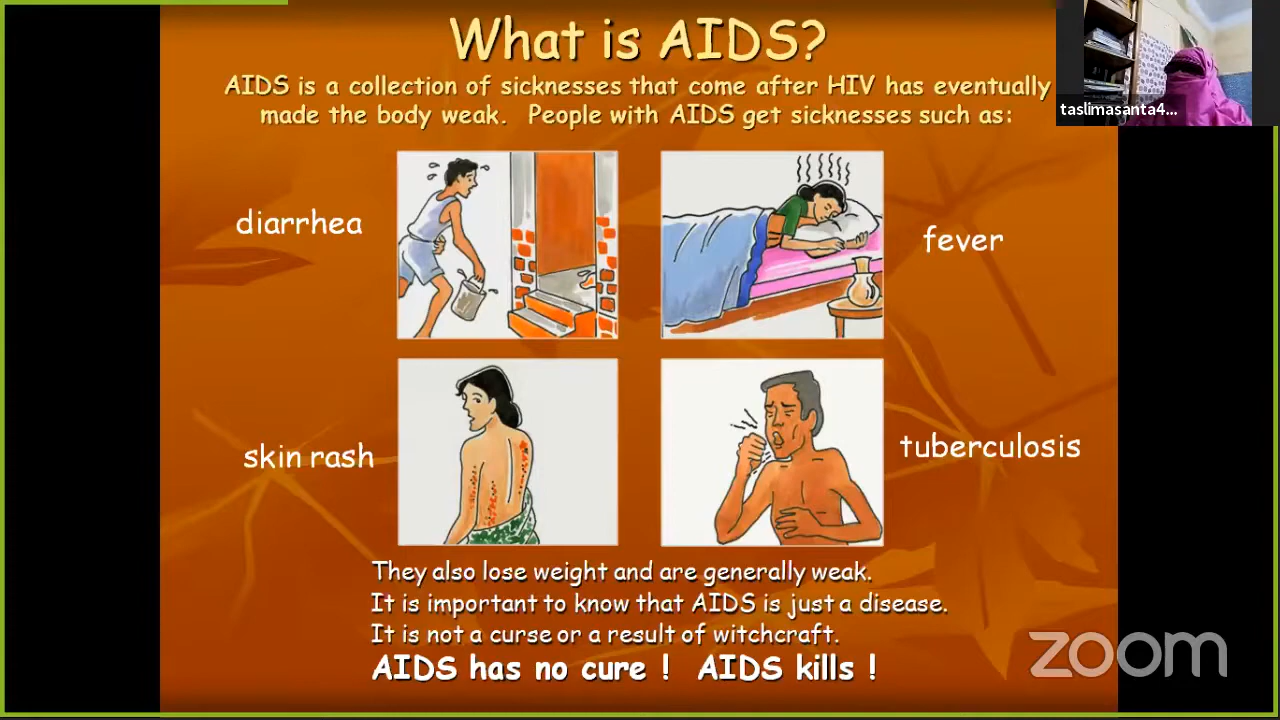 What is AIDS?
AIDS is a collection of sicknesses that come after HIV has eventually
made the body weak. People with AIDS get sicknesses such as:
taslimasanta4...
diarrhea
fever
skin rash
tuberculosis
They also lose weight and are generally weak.
It is important to know that AIDS is just a disease.
It is not a curse or a result of witchcraft.
AIDS has no cure ! AIDS kills !
zoom